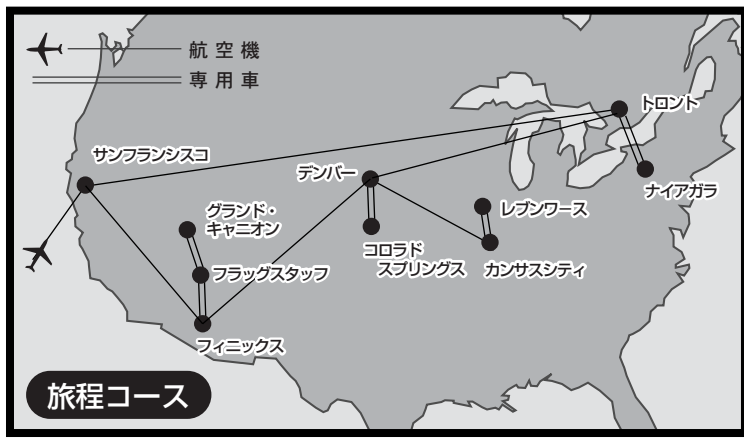 航空機
専用車
サンフランシスコ
トロント
デンバー
ナイアガラ
グランド・
キャニオン
レブンワース
コロラド
スプリングス
カンサスシティ
フラッグスタッフ
フィニックス
旅程コース